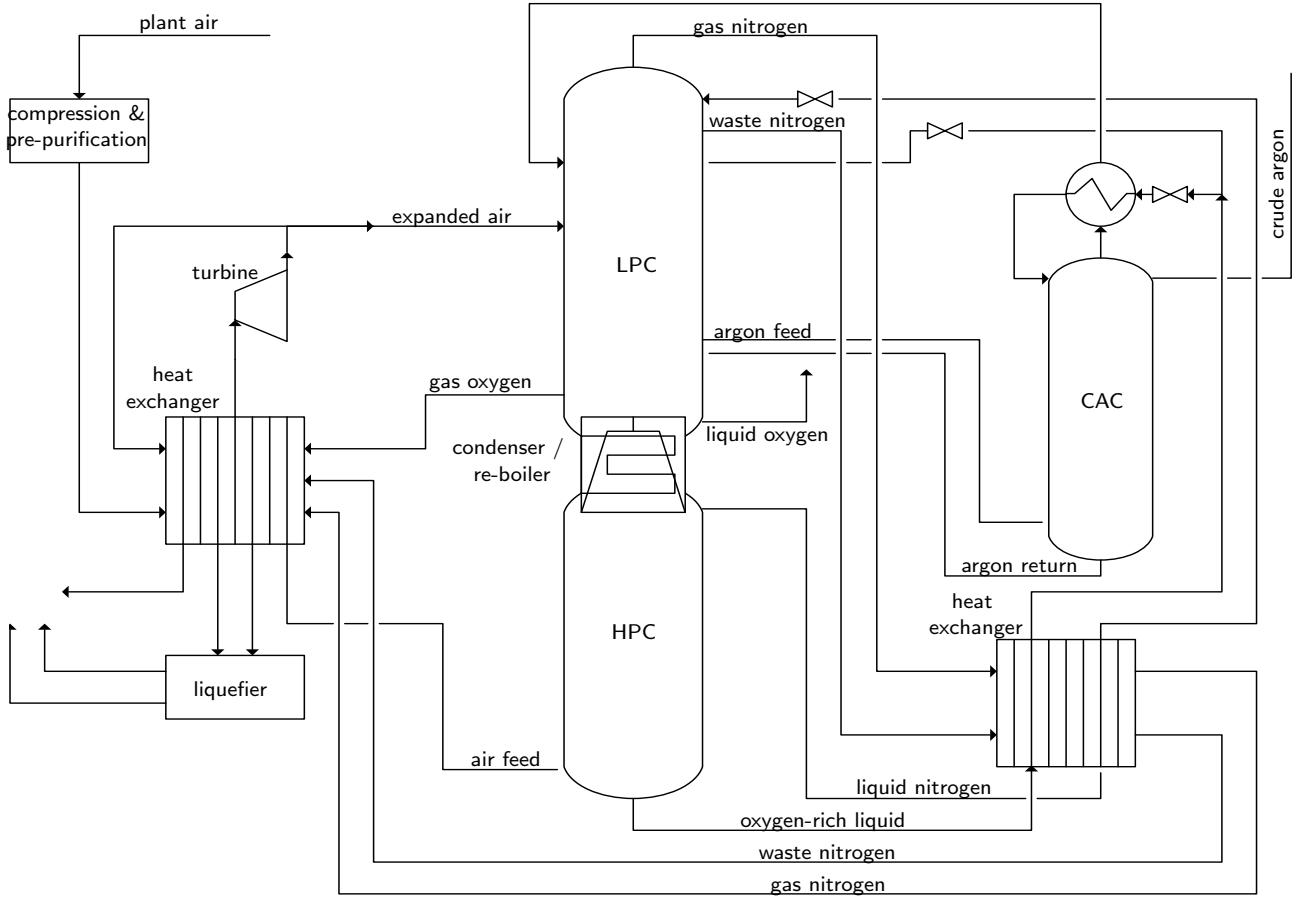 plant air
gas nitrogen
compression &
pre-purification
waste nitrogen
crude argon
expanded air
turbine
LPC
argon feed
heat
exchanger
gas oxygen
CAC
liquid oxygen
condenser /
re-boiler
argon return
heat
exchanger
HPC
liquefier
air feed
liquid nitrogen
oxygen-rich liquid
waste nitrogen
gas nitrogen